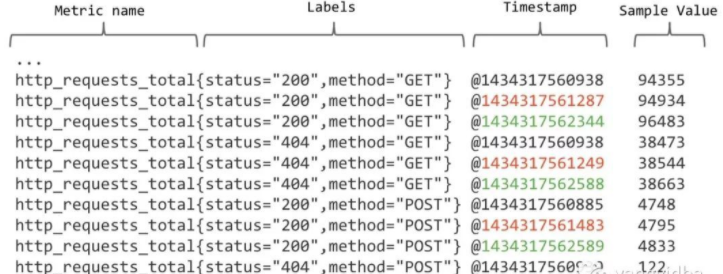 Metric name Labels Timestamp Sample Value
...
http_requests_total{status="200",method="GET"} @1434317560938 94355
http_requests_total{status="200",method="GET"} @1434317561287 94934
http_requests_total{status="200",method="GET"} @1434317562344 96483
http_requests_total{status="404",method="GET"} @1434317560938 38473
http_requests_total{status="404",method="GET"} @1434317561249 38544
http_requests_total{status="404",method="GET"} @1434317562588 38663
http_requests_total{status="200",method="POST"} @1434317560885 4748
http_requests_total{status="200",method="POST"} @1434317561483 4795
http_requests_total{status="200",method="POST"} @1434317562589 4833
http_requests_total{status="404",method="POST"} 122